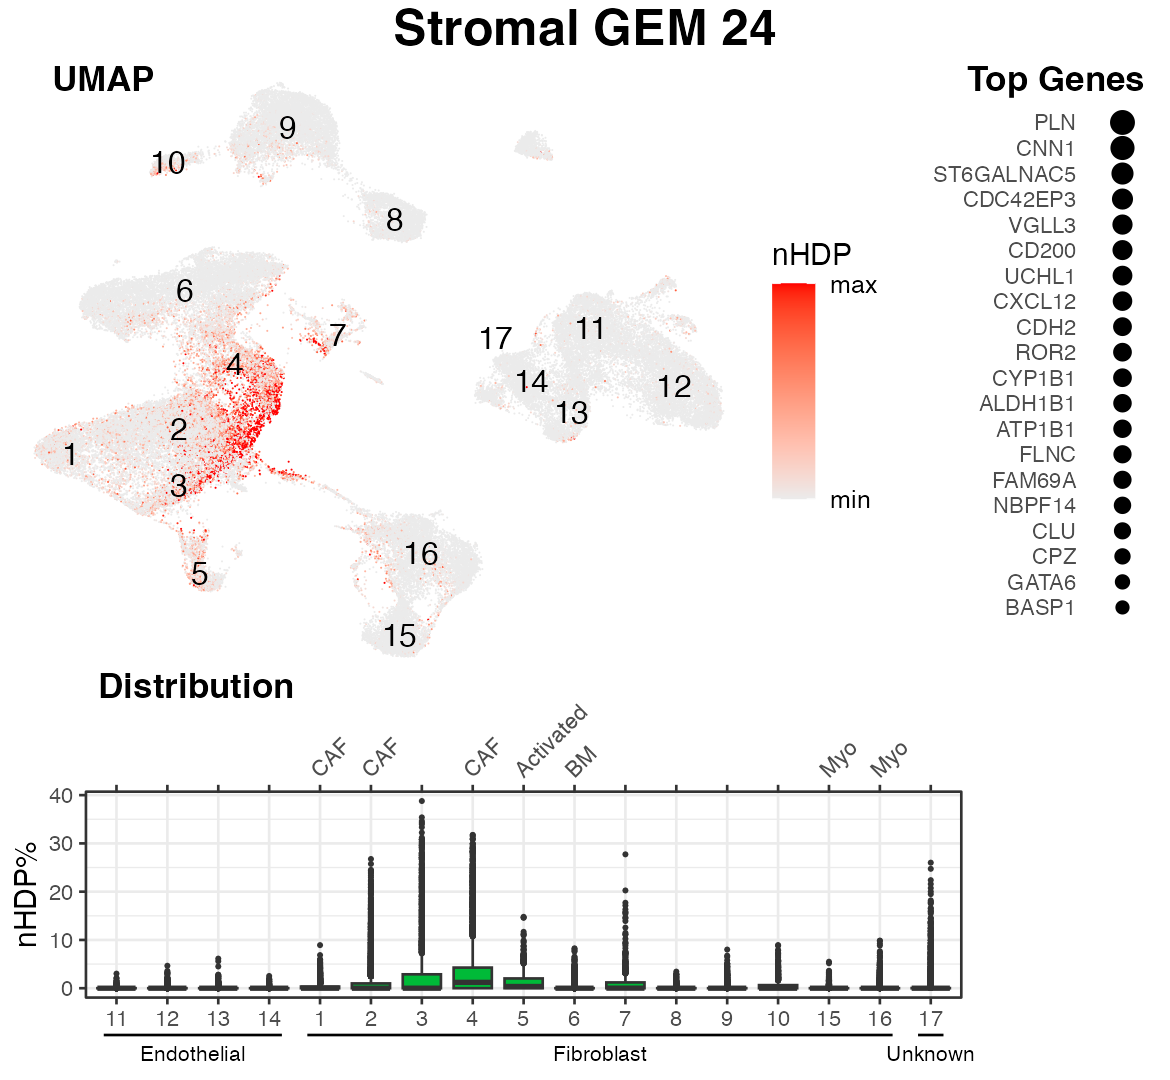 Stromal GEM 24
UMAP
9
10
8
6
7
4
2
1
3
5
16
15
17
11
14
12
13
nHDP
max
min
Top Genes
PLN
CNN1
ST6GALNAC5
CDC42EP3
VGLL3
CD200
UCHL1
CXCL12
CDH2
ROR2
CYP1B1
ALDH1B1
ATP1B1
FLNC
FAM69A
NBPF14
CLU
CPZ
GATA6
BASP1
Distribution
CAF CAF CAF Activated BM Myo Myo
nHDP%
40
30
20
10
0
11 12 13 14 1 2 3 4 5 6 7 8 9 10 15 16 17
Endothelial Fibroblast Unknown